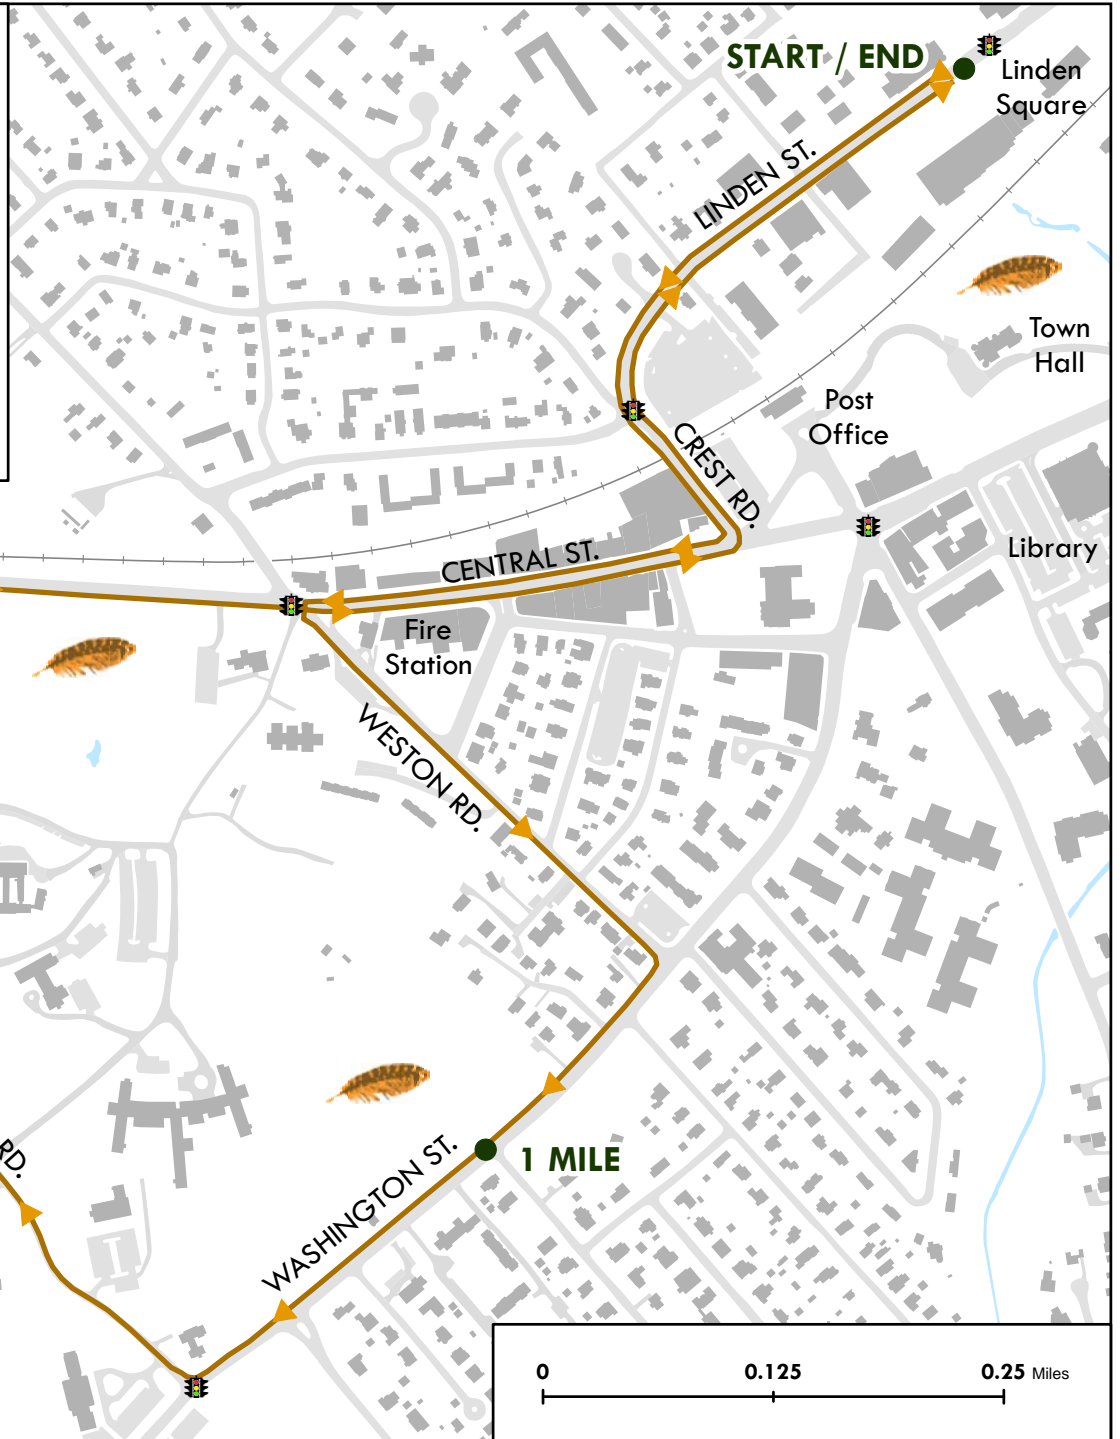 START / END
Linden
Square
LINDEN ST.
Town
Hall
Post
Office
CREST RD.
Library
CENTRAL ST.
Fire
Station
WESTON RD.
1 MILE
WASHINGTON ST.
RD.
0 0.125 0.25 Miles